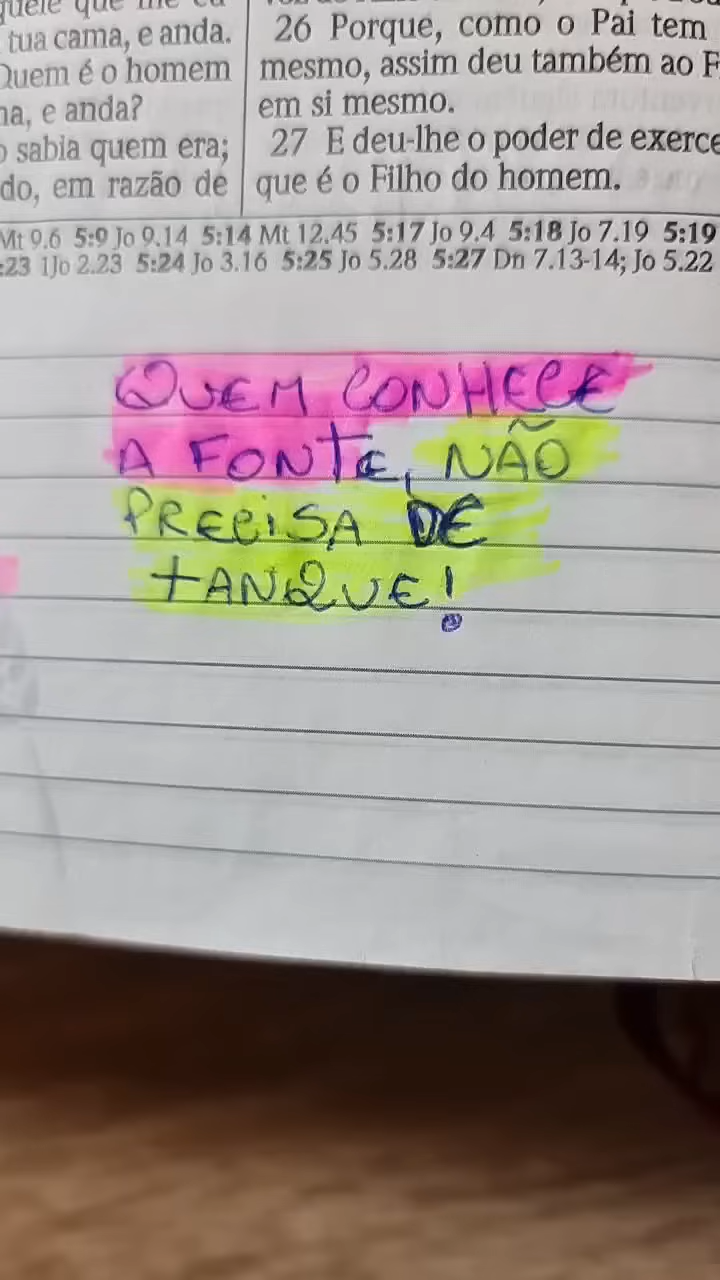 tua cama, e anda.
Quem é o homem
e anda?
sabia quem era;
em razão de
26 Porque, como o Pai tem
mesmo, assim deu também ao F
em si mesmo.
27 E deu-lhe o poder de exerce
que é o Filho do homem.
Mt 9.6 5:9 Jo 9.14 5:14 Mt 12.45 5:17 Jo 9.4 5:18 Jo 7.19 5:19
:23 1Jo 2.23 5:24 Jo 3.16 5:25 Jo 5.28 5:27 Dn 7.13-14; Jo 5.22
QUEM CONHECE
A FONTE, NÃO
PRECISA DE
TANQUE!